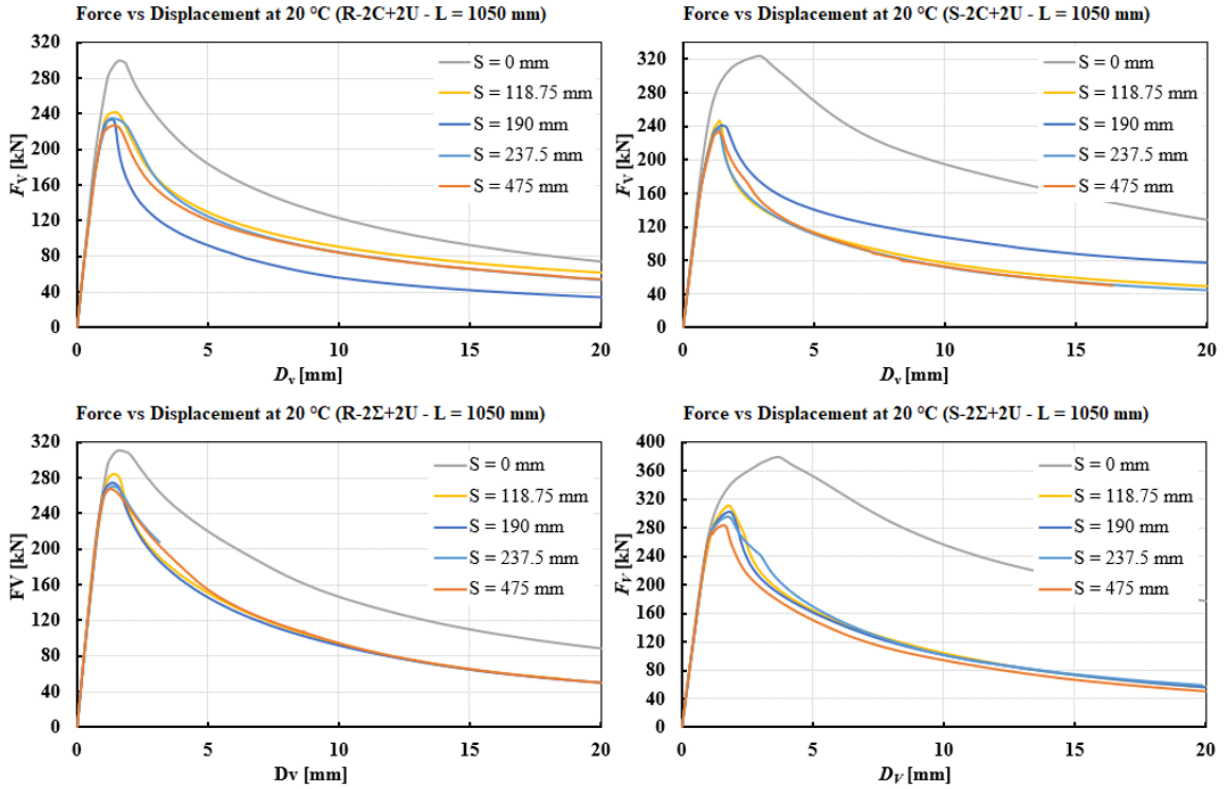 Force vs Displacement at 20 °C (R-2C+2U - L = 1050 mm)
320
280
240
200
160
120
80
40
0
F_V [kN]
S = 0 mm
S = 118.75 mm
S = 190 mm
S = 237.5 mm
S = 475 mm
0 5 10 15 20
D_v [mm]
Force vs Displacement at 20 °C (S-2C+2U - L = 1050 mm)
320
280
240
200
160
120
80
40
0
F_V [kN]
S = 0 mm
S = 118.75 mm
S = 190 mm
S = 237.5 mm
S = 475 mm
0 5 10 15 20
D_v [mm]
Force vs Displacement at 20 °C (R-2Σ+2U - L = 1050 mm)
320
280
240
200
160
120
80
40
0
FV [kN]
S = 0 mm
S = 118.75 mm
S = 190 mm
S = 237.5 mm
S = 475 mm
0 5 10 15 20
Dv [mm]
Force vs Displacement at 20 °C (S-2Σ+2U - L = 1050 mm)
400
360
320
280
240
200
160
120
80
40
0
F_V [kN]
S = 0 mm
S = 118.75 mm
S = 190 mm
S = 237.5 mm
S = 475 mm
0 5 10 15 20
D_V [mm]